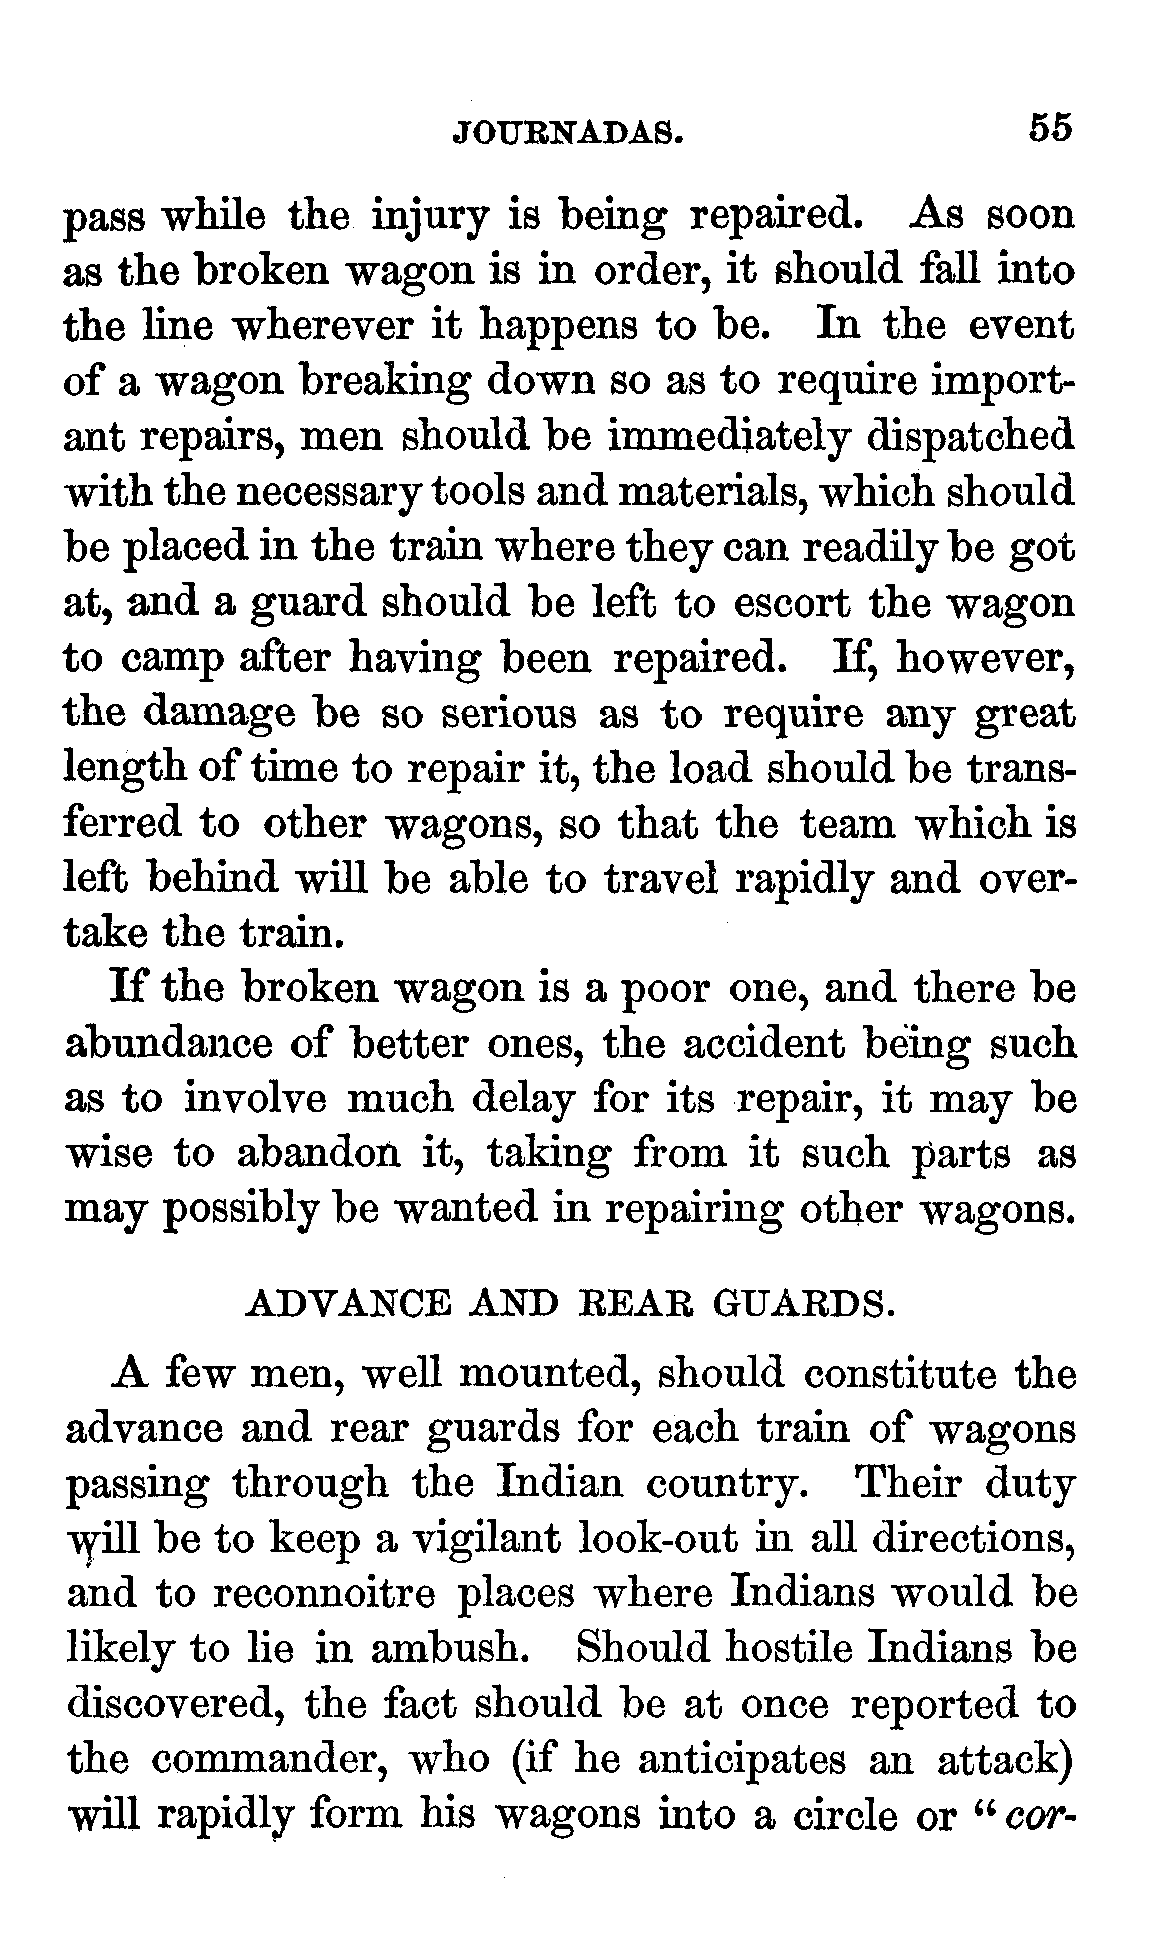 JOURNADAS. 55
pass while the injury is being repaired. As soon
as the broken wagon is in order, it should fall into
the line wherever it happens to be. In the event
of a wagon breaking down so as to require import-
ant repairs, men should be immediately dispatched
with the necessary tools and materials, which should
be placed in the train where they can readily be got
at, and a guard should be left to escort the wagon
to camp after having been repaired. If, however,
the damage be so serious as to require any great
length of time to repair it, the load should be trans-
ferred to other wagons, so that the team which is
left behind will be able to travel rapidly and over-
take the train.
If the broken wagon is a poor one, and there be
abundance of better ones, the accident being such
as to involve much delay for its repair, it may be
wise to abandon it, taking from it such parts as
may possibly be wanted in repairing other wagons.
ADVANCE AND REAR GUARDS.
A few men, well mounted, should constitute the
advance and rear guards for each train of wagons
passing through the Indian country. Their duty
will be to keep a vigilant look-out in all directions,
and to reconnoitre places where Indians would be
likely to lie in ambush. Should hostile Indians be
discovered, the fact should be at once reported to
the commander, who (if he anticipates an attack)
will rapidly form his wagons into a circle or “cor-